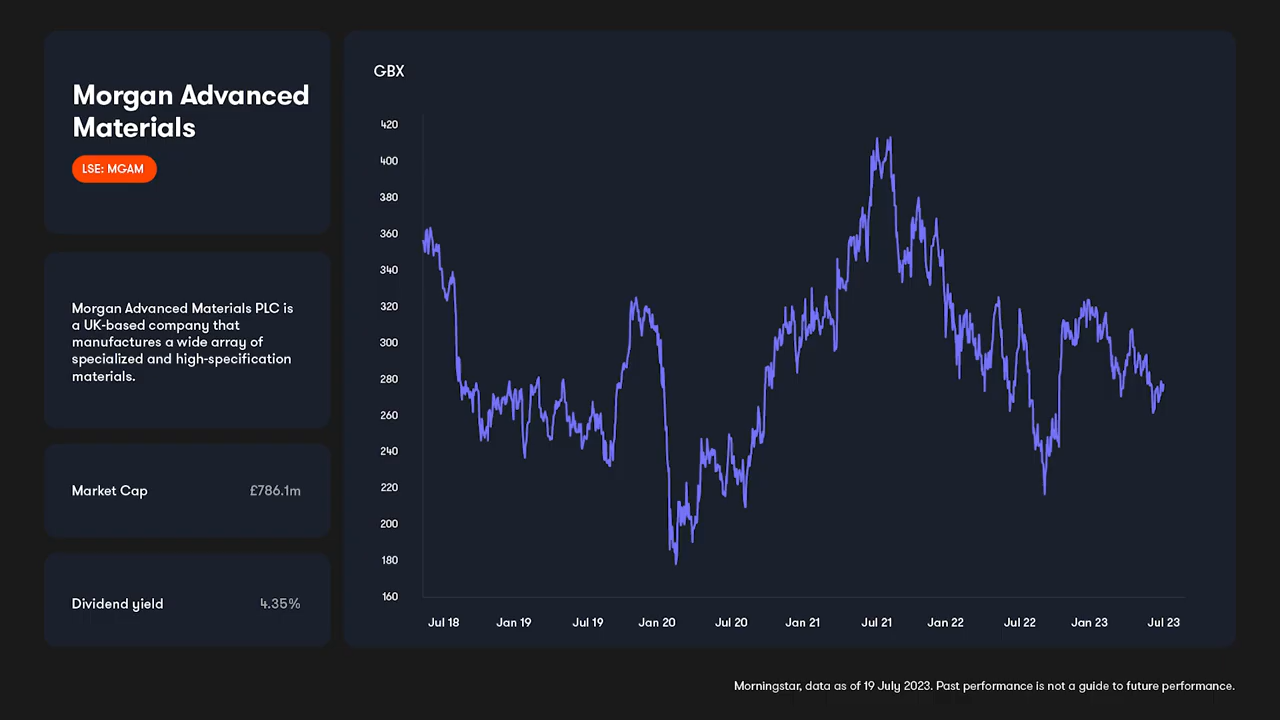 Morgan Advanced
Materials
LSE: MGAM
Morgan Advanced Materials PLC is
a UK-based company that
manufactures a wide array of
specialized and high-specification
materials.
Market Cap £786.1m
Dividend yield 4.35%
GBX
420
400
380
360
340
320
300
280
260
240
220
200
180
160
Jul 18 Jan 19 Jul 19 Jan 20 Jul 20 Jan 21 Jul 21 Jan 22 Jul 22 Jan 23 Jul 23
Morningstar, data as of 19 July 2023. Past performance is not a guide to future performance.